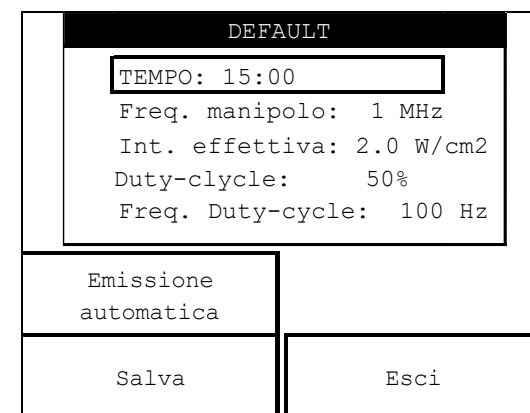 DEFAULT
TEMPO: 15:00
Freq. manipolo: 1 MHz
Int. effettiva: 2.0 W/cm2
Duty-clycle: 50%
Freq. Duty-cycle: 100 Hz
Emissione
automatica
Salva
Esci